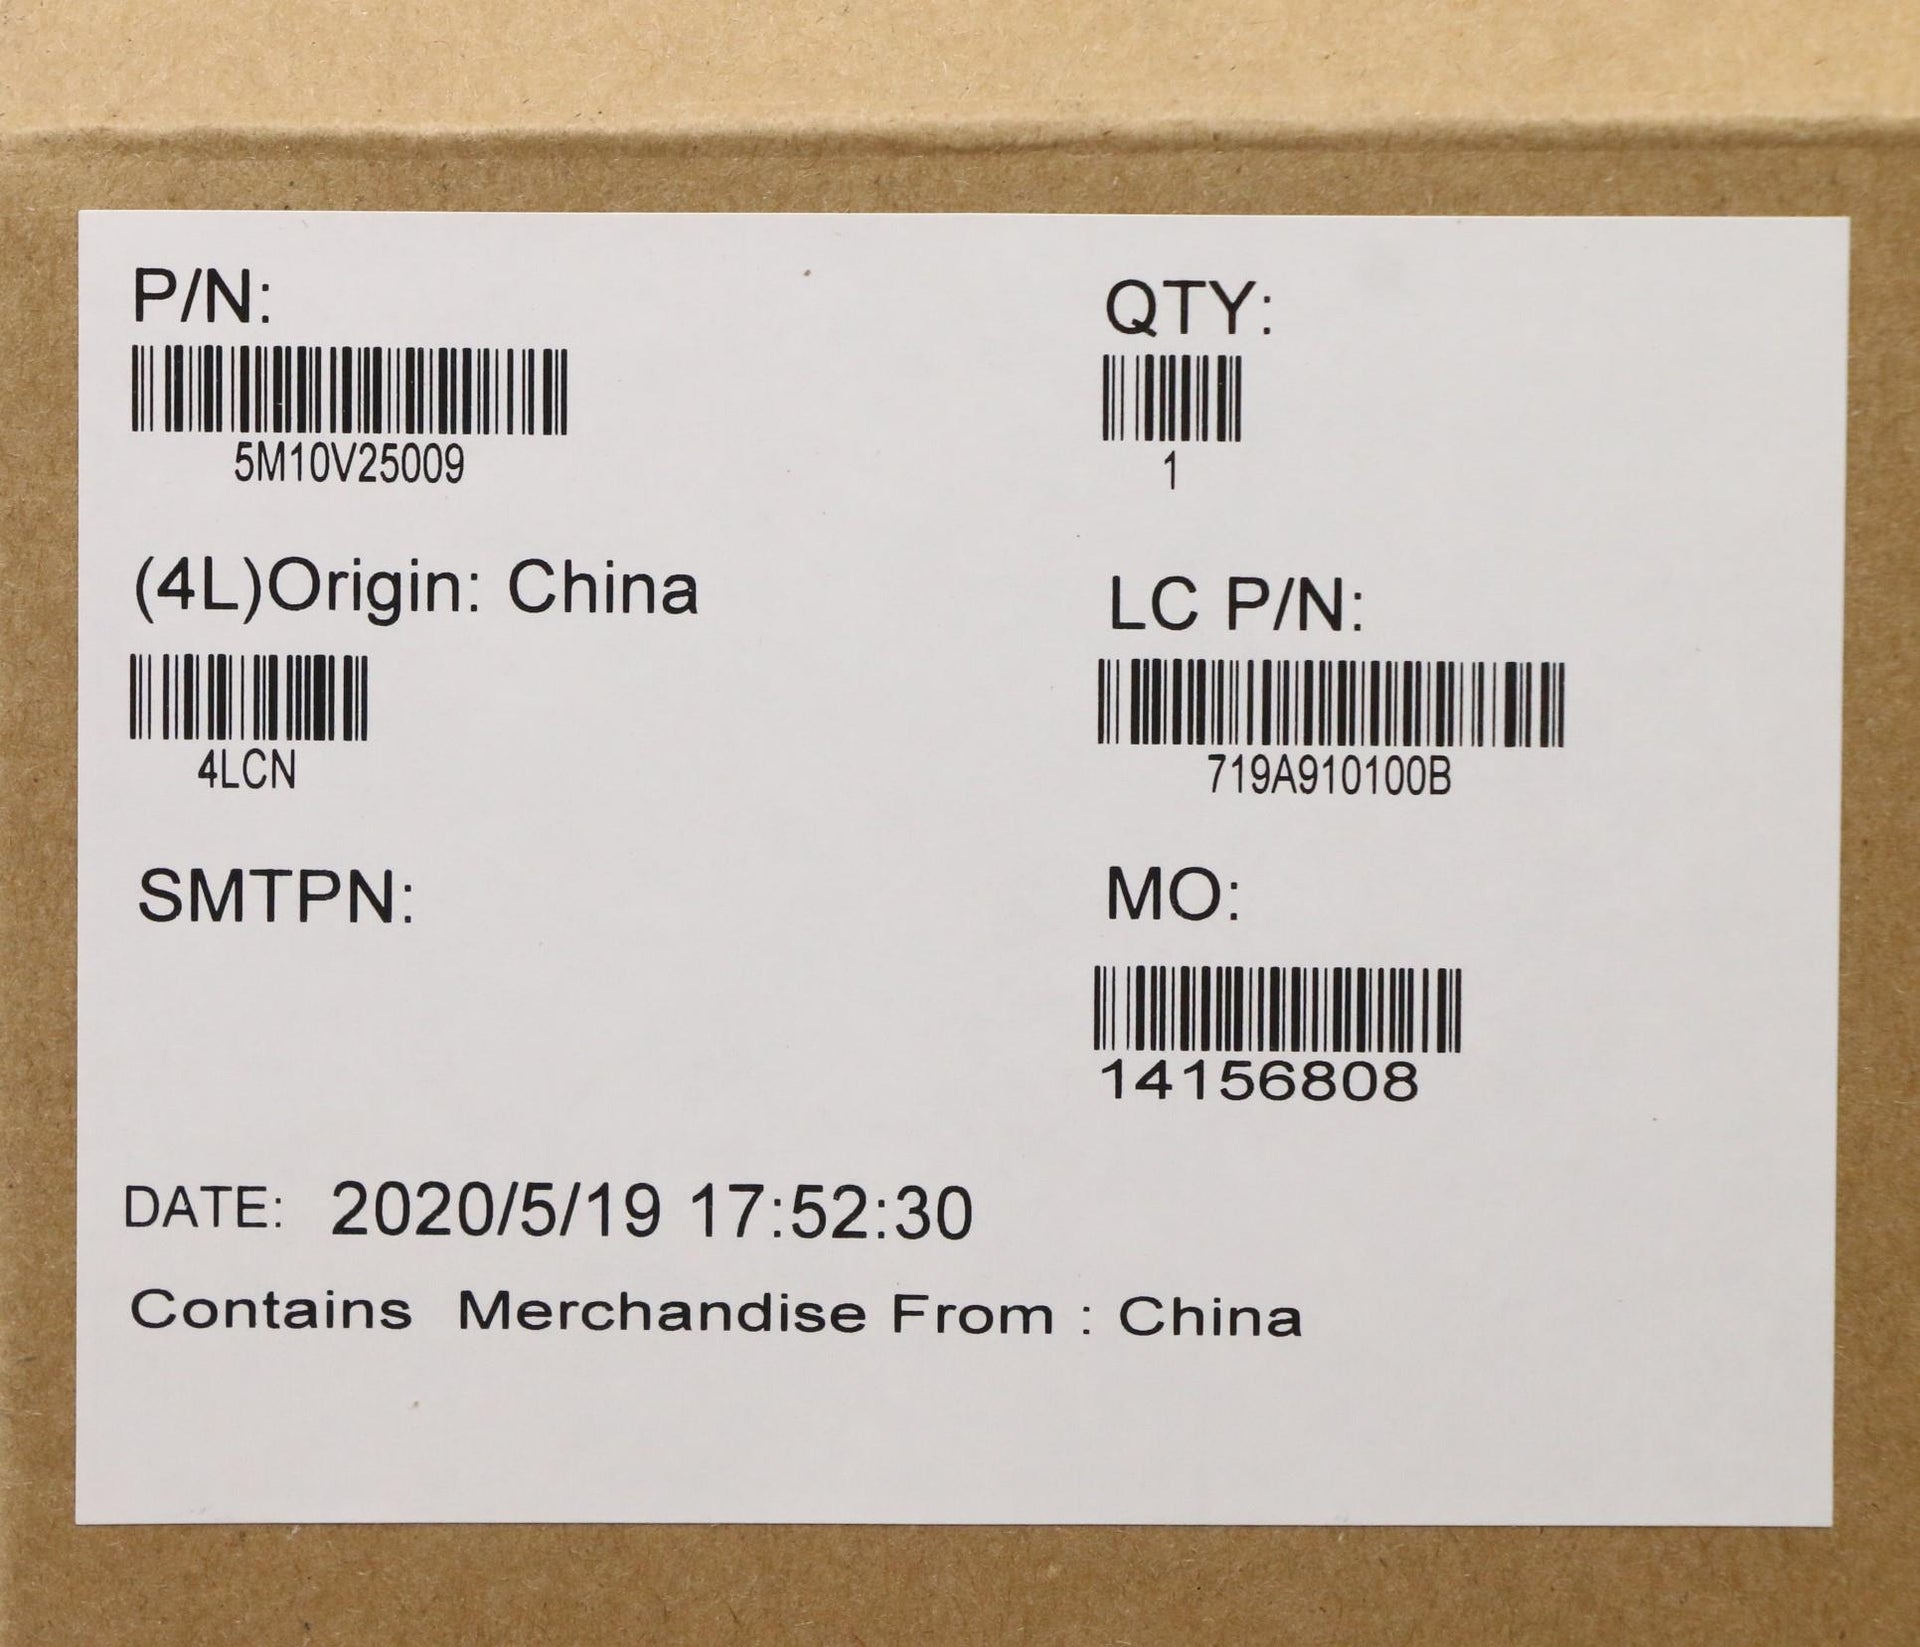 P/N:
5M10V25009
QTY:
1
(4L)Origin: China
4LCN
LC P/N:
719A910100B
SMTPN:
MO:
14156808
DATE: 2020/5/19 17:52:30
Contains Merchandise From : China